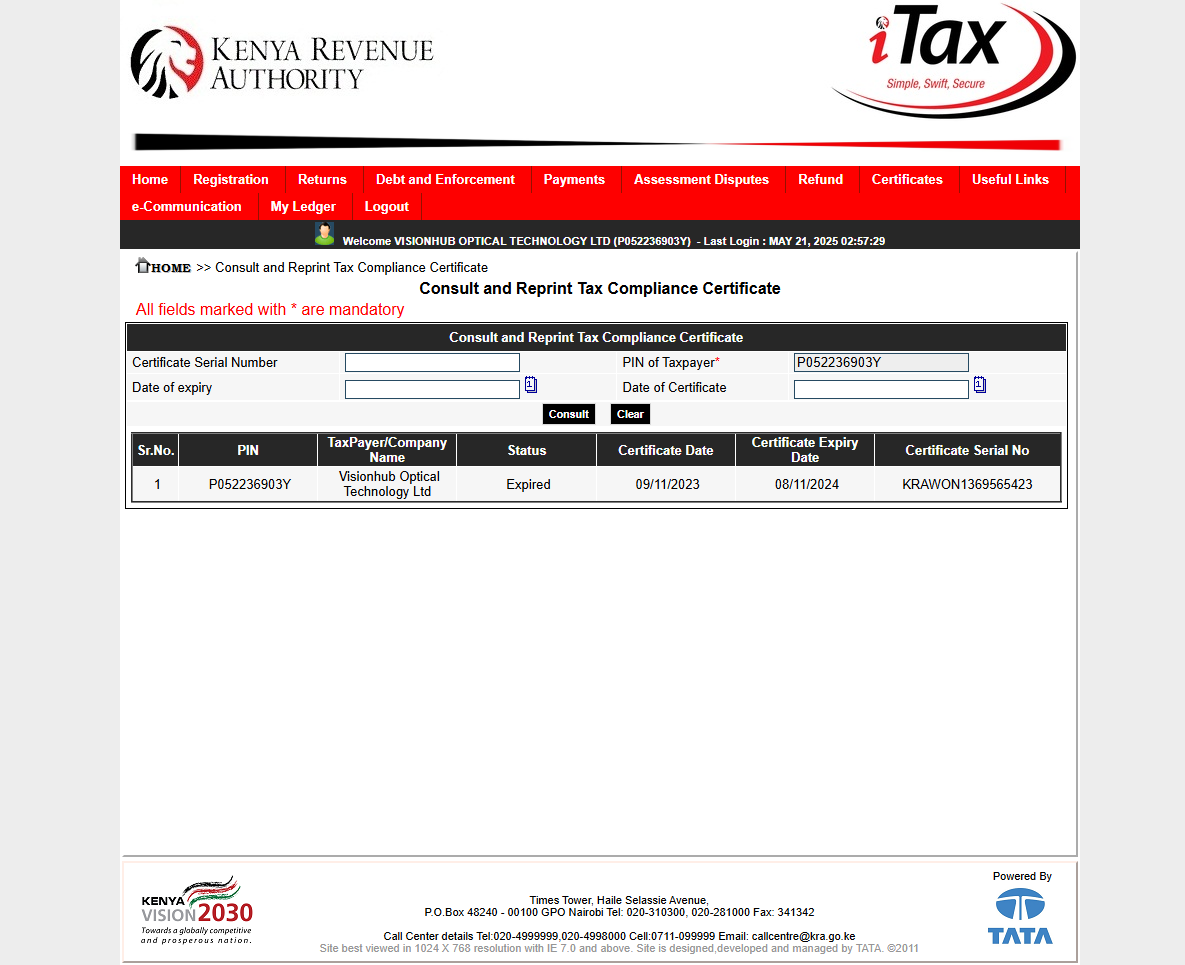 KENYA REVENUE
AUTHORITY
iTax
Simple, Swift, Secure
Home Registration Returns Debt and Enforcement Payments Assessment Disputes Refund Certificates Useful Links
e-Communication My Ledger Logout
Welcome VISIONHUB OPTICAL TECHNOLOGY LTD (P052236903Y) - Last Login : MAY 21, 2025 02:57:29
HOME >> Consult and Reprint Tax Compliance Certificate
Consult and Reprint Tax Compliance Certificate
All fields marked with * are mandatory
Consult and Reprint Tax Compliance Certificate
Certificate Serial Number PIN of Taxpayer* P052236903Y
Date of expiry 1 Date of Certificate 1
Consult Clear
Sr.No. PIN TaxPayer/Company Name Status Certificate Date Certificate Expiry Date Certificate Serial No
1 P052236903Y Visionhub Optical Technology Ltd Expired 09/11/2023 08/11/2024 KRAWON1369565423
KENYA
VISION 2030
Towards a globally competitive
and prosperous nation.
Times Tower, Haile Selassie Avenue,
P.O.Box 48240 - 00100 GPO Nairobi Tel: 020-310300, 020-281000 Fax: 341342
Call Center details Tel:020-4999999,020-4998000 Cell:0711-099999 Email: callcentre@kra.go.ke
Site best viewed in 1024 X 768 resolution with IE 7.0 and above. Site is designed,developed and managed by TATA. ©2011
Powered By
TATA